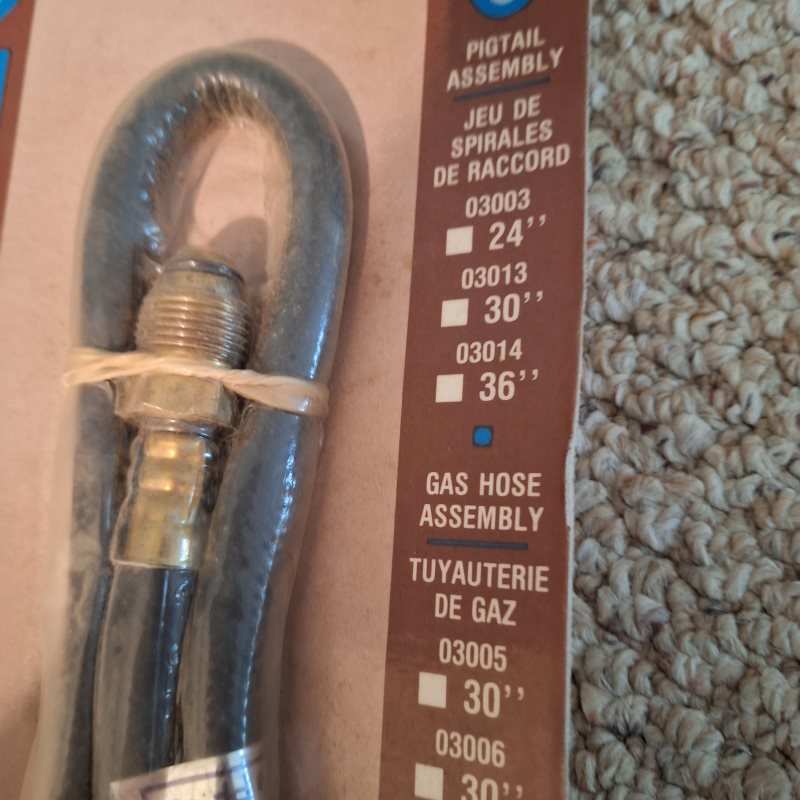 PIGTAIL
ASSEMBLY
JEU DE
SPIRALES
DE RACCORD
03003
24’’
03013
30’’
03014
36’’
GAS HOSE
ASSEMBLY
TUYAUTERIE
DE GAZ
03005
30’’
03006
30’’